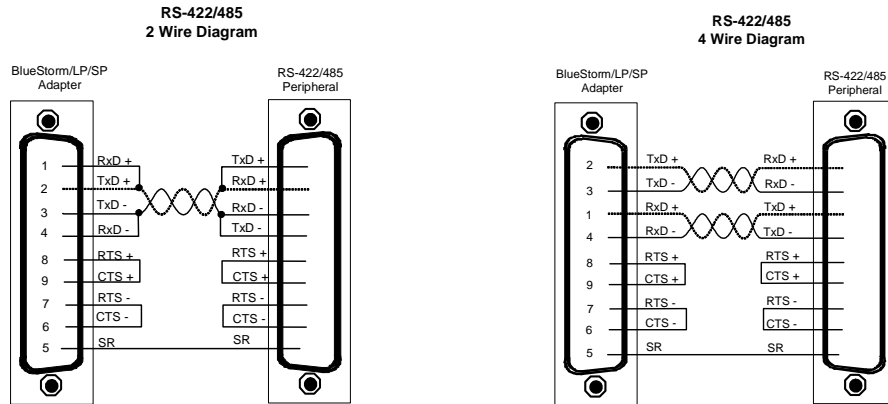 RS-422/485
2 Wire Diagram
BlueStorm/LP/SP
Adapter
RS-422/485
Peripheral
1 RxD + TxD +
2 TxD + RxD +
3 TxD - RxD -
4 RxD - TxD -
8 RTS + RTS +
9 CTS + CTS +
7 RTS - RTS -
6 CTS - CTS -
5 SR SR
RS-422/485
4 Wire Diagram
BlueStorm/LP/SP
Adapter
RS-422/485
Peripheral
2 TxD + RxD +
3 TxD - RxD -
1 RxD + TxD +
4 RxD - TxD -
8 RTS + RTS +
9 CTS + CTS +
7 RTS - RTS -
6 CTS - CTS -
5 SR SR